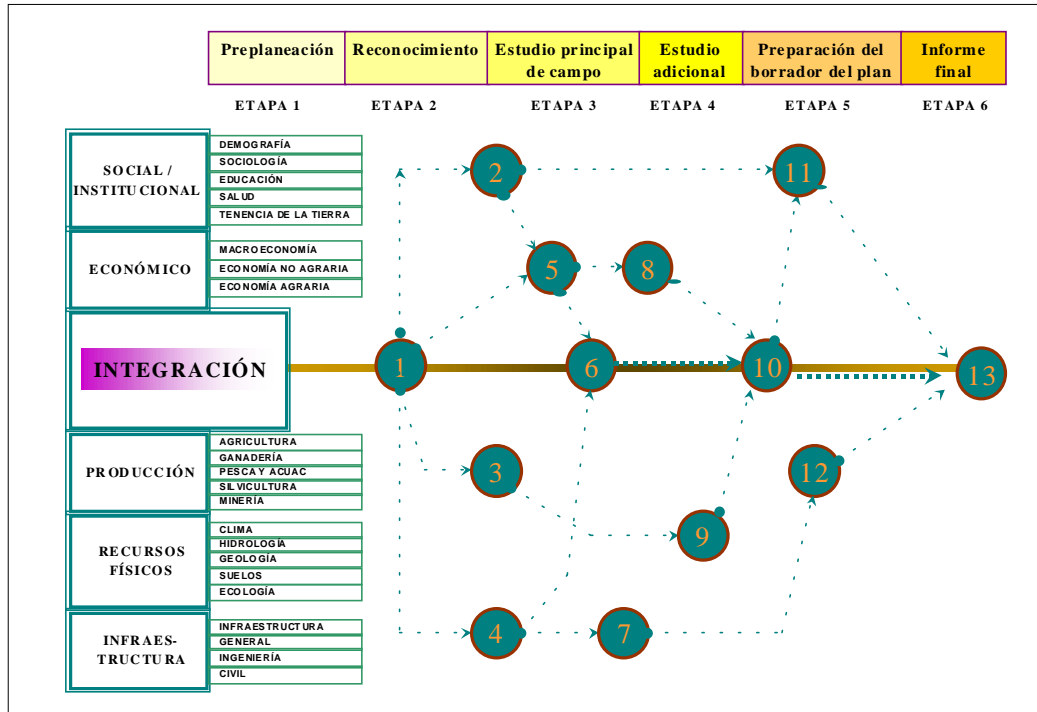 Preplaneación
Reconocimiento
Estudio principal
de campo
Estudio
adicional
Preparación del
borrador del plan
Informe
final
ETAPA 1
ETAPA 2
ETAPA 3
ETAPA 4
ETAPA 5
ETAPA 6
SOCIAL /
INSTITUCIONAL
DEMOGRAFÍA
SOCIOLOGÍA
EDUCACIÓN
SALUD
TENENCIA DE LA TIERRA
2
11
ECONÓMICO
MACROECONOMÍA
ECONOMÍA NO AGRARIA
ECONOMÍA AGRARIA
5
8
INTEGRACIÓN
1
6
10
13
PRODUCCIÓN
AGRICULTURA
GANADERÍA
PESCA Y ACUAC
SILVICULTURA
MINERÍA
3
12
RECURSOS
FÍSICOS
CLIMA
HIDROLOGÍA
GEOLOGÍA
SUELOS
ECOLOGÍA
9
INFRAES-
TRUCTURA
INFRAESTRUCTURA
GENERAL
INGENIERÍA
CIVIL
4
7